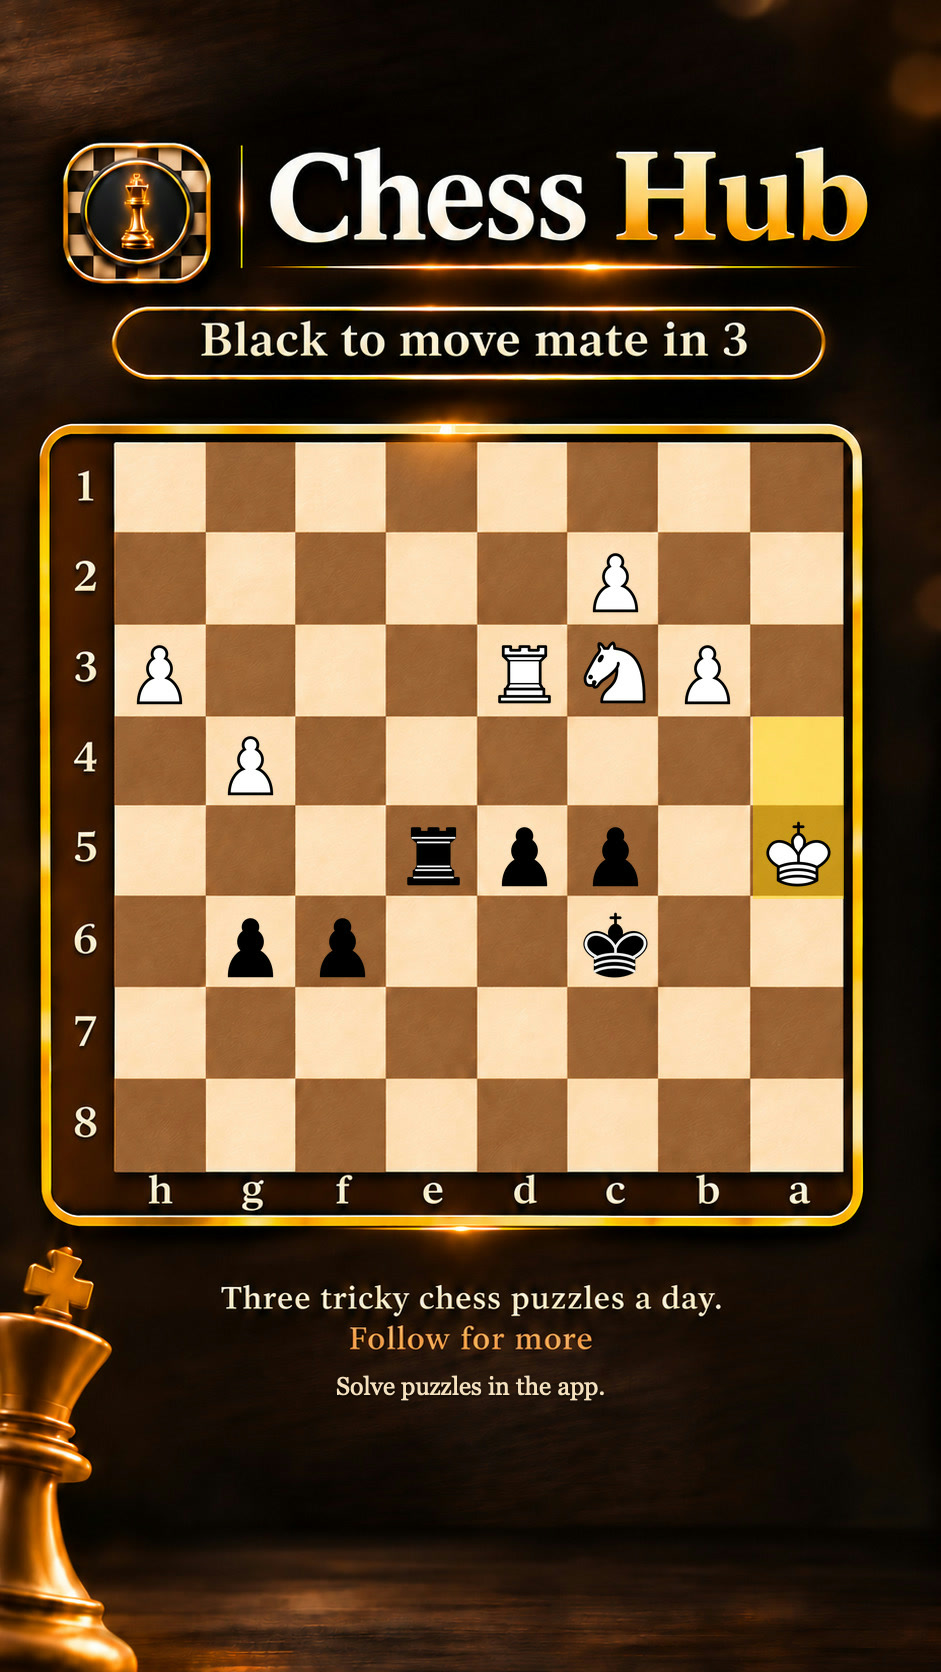 Chess Hub
Black to move mate in 3
1
2
3
4
5
6
7
8
h g f e d c b a
Three tricky chess puzzles a day.
Follow for more
Solve puzzles in the app.